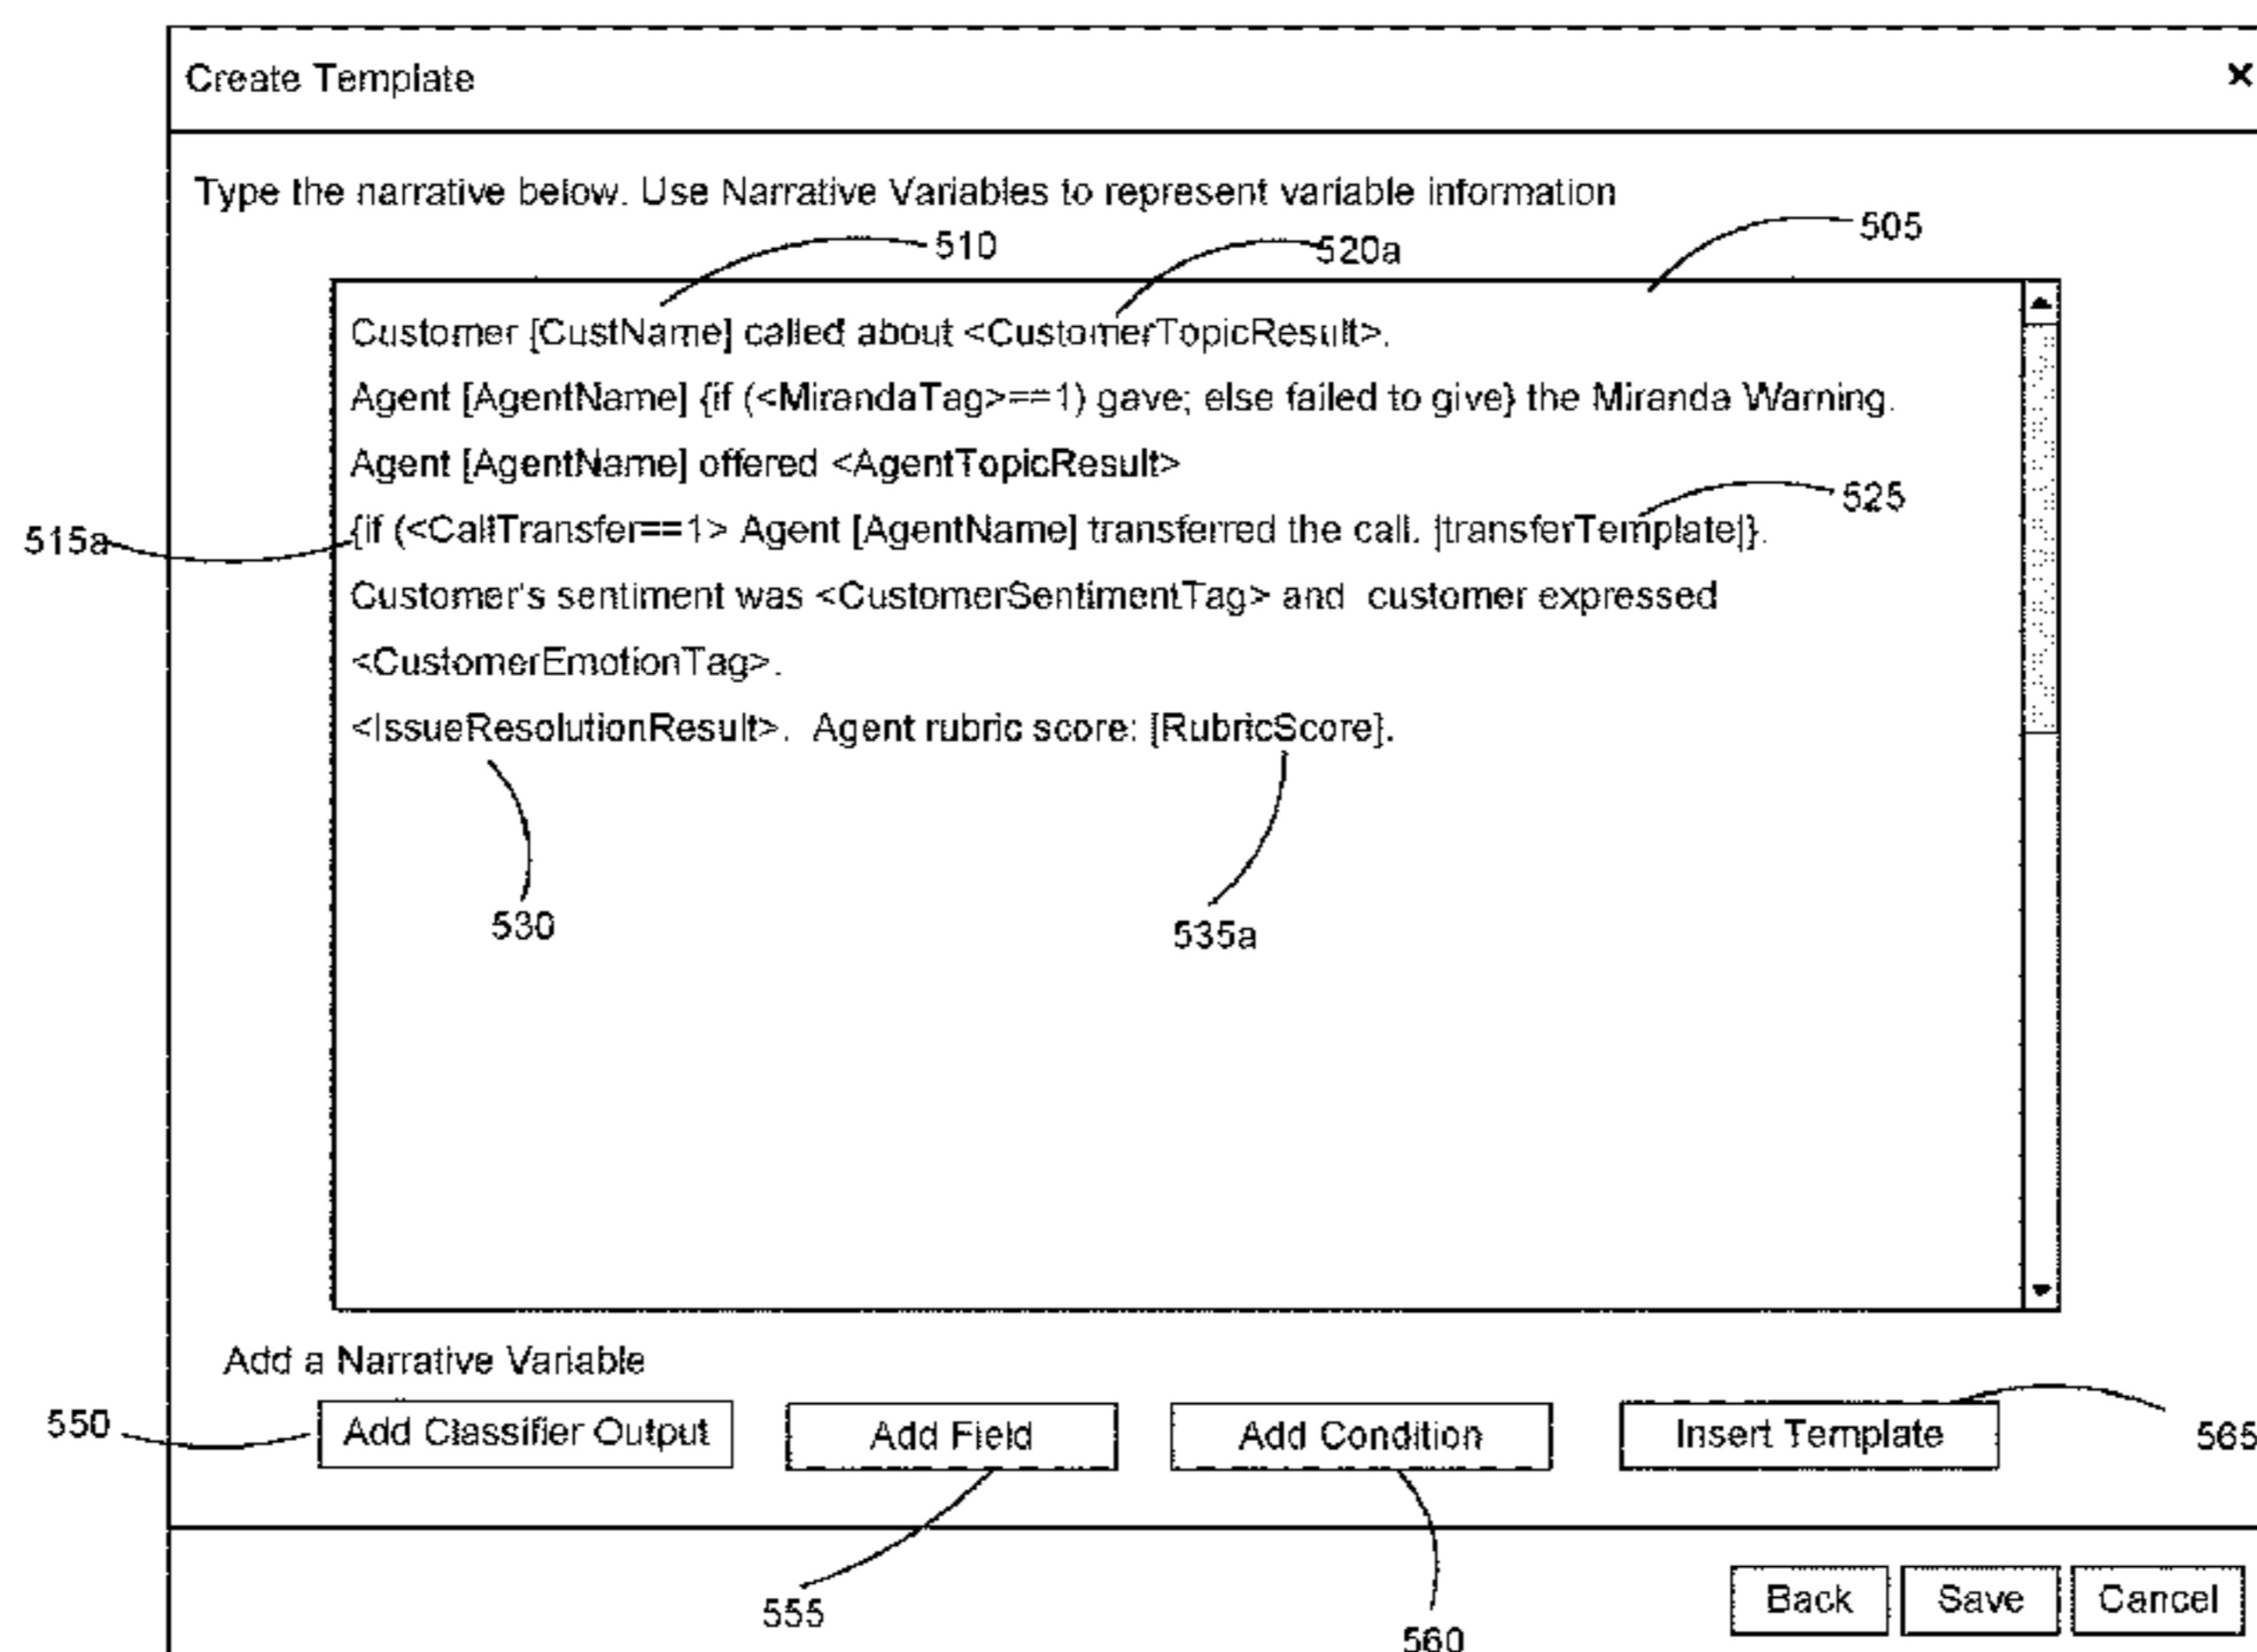 Create Template ×
Type the narrative below. Use Narrative Variables to represent variable information
510 520a 505
Customer [CustName] called about <CustomerTopicResult>.
Agent [AgentName] {if (<MirandaTag>==1) gave; else failed to give} the Miranda Warning.
Agent [AgentName] offered <AgentTopicResult>
525
515a {if (<CallTransfer==1> Agent [AgentName] transferred the call. |transferTemplate|}.
Customer's sentiment was <CustomerSentimentTag> and customer expressed
<CustomerEmotionTag>.
<IssueResolutionResult>. Agent rubric score: [RubricScore].
530 535a
Add a Narrative Variable
550 Add Classifier Output Add Field Add Condition Insert Template 565
555 560
Back Save Cancel